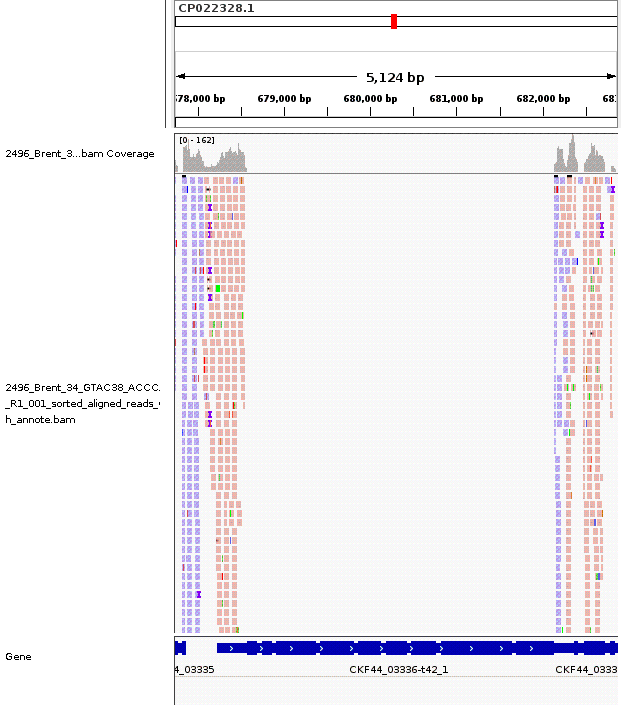 CP022328.1
5,124 bp
678,000 bp 679,000 bp 680,000 bp 681,000 bp 682,000 bp 683
[0 - 162]
2496_Brent_3...bam Coverage
2496_Brent_34_GTAC38_ACCC.
_R1_001_sorted_aligned_reads_
h_annote.bam
Gene
4_03335 CKF44_03336-t42_1 CKF44_0333